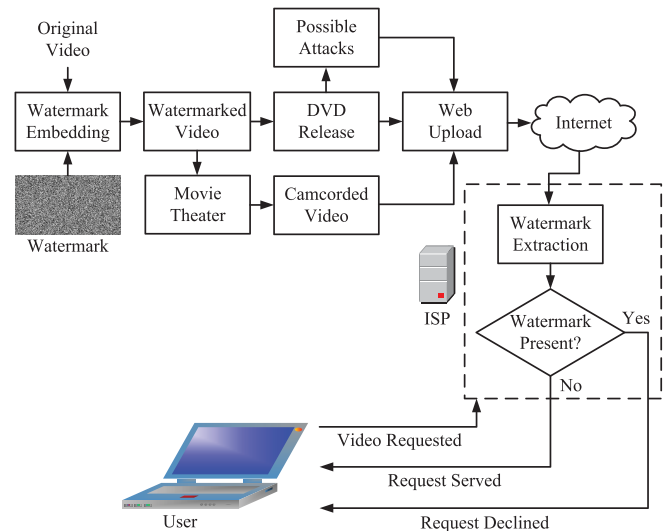 Original
Video
Possible
Attacks
Watermark
Embedding
Watermarked
Video
DVD
Release
Web
Upload
Internet
Watermark
Movie
Theater
Camcorded
Video
Watermark
Extraction
ISP
Watermark
Present?
Yes
No
Video Requested
Request Served
Request Declined
User